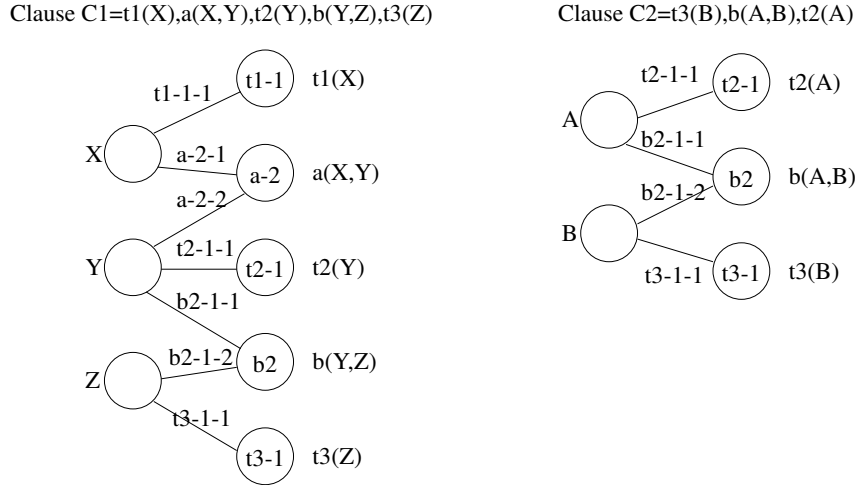 Clause C1=t1(X),a(X,Y),t2(Y),b(Y,Z),t3(Z)
t1-1-1
t1-1
t1(X)
X
a-2-1
a-2
a(X,Y)
a-2-2
Y
t2-1-1
t2-1
t2(Y)
b2-1-1
Z
b2-1-2
b2
b(Y,Z)
t3-1-1
t3-1
t3(Z)
Clause C2=t3(B),b(A,B),t2(A)
t2-1-1
t2-1
t2(A)
A
b2-1-1
b2
b(A,B)
b2-1-2
B
t3-1-1
t3-1
t3(B)